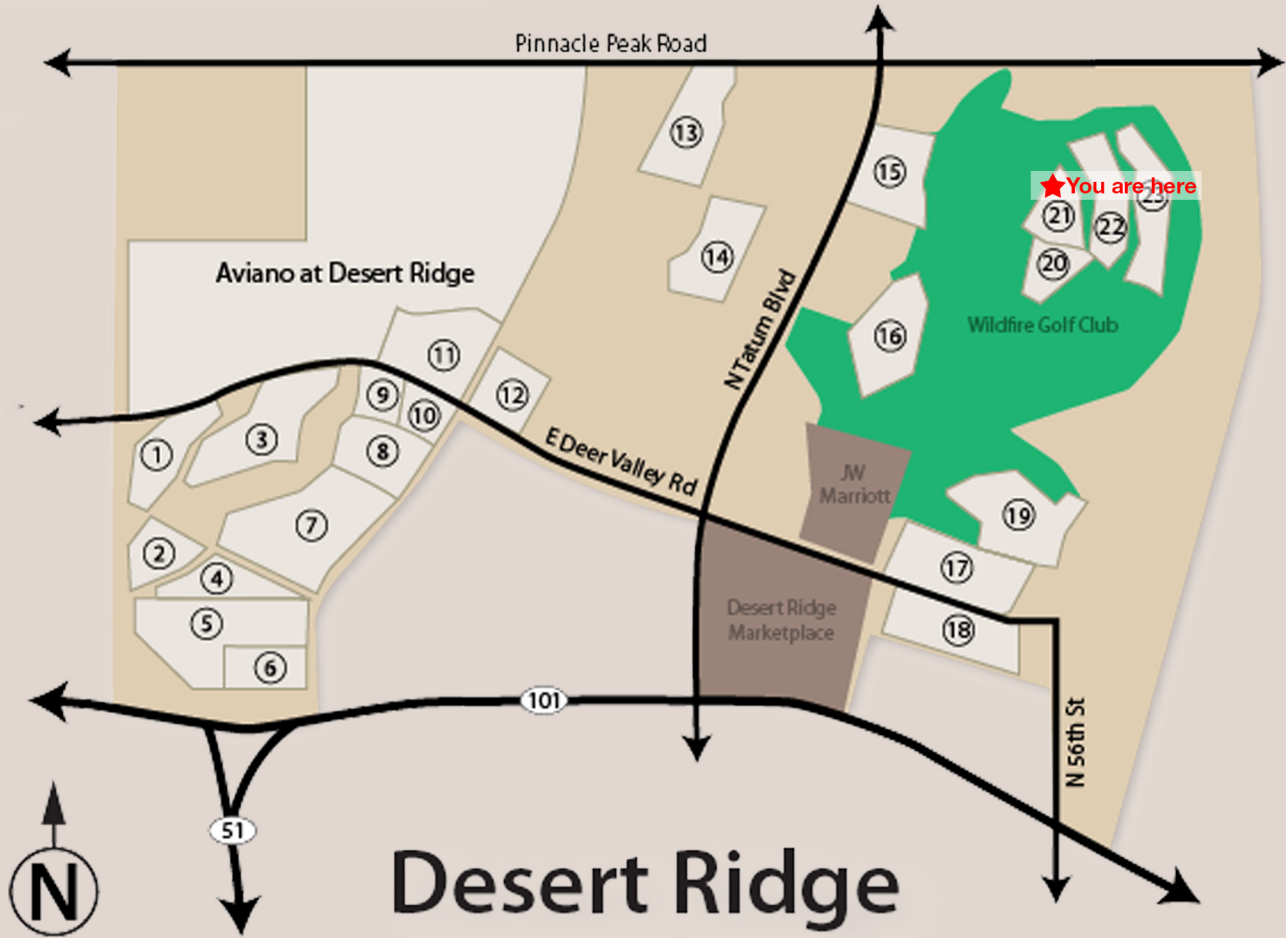 Pinnacle Peak Road
13
15
You are here
23
21
22
14
20
Aviano at Desert Ridge
N Tatum Blvd
Wildfire Golf Club
16
11
12
9
10
3
8
1
E Deer Valley Rd
JW
Marriott
19
7
2
17
4
Desert Ridge
Marketplace
5
18
6
101
N 56th St
51
N
Desert Ridge